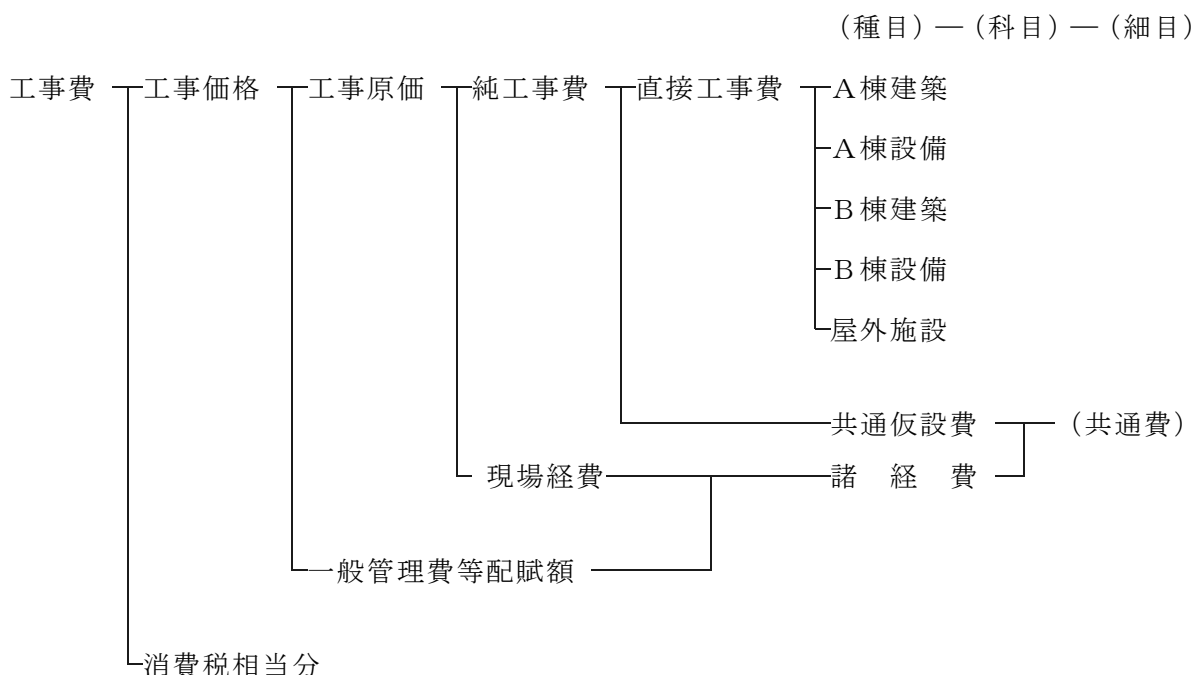 (種目)―(科目)―(細目)
工事費 工事価格 工事原価 純工事費 直接工事費 A棟建築
A棟設備
B棟建築
B棟設備
屋外施設
共通仮設費 (共通費)
現場経費 諸 経 費
一般管理費等配賦額
消費税相当分